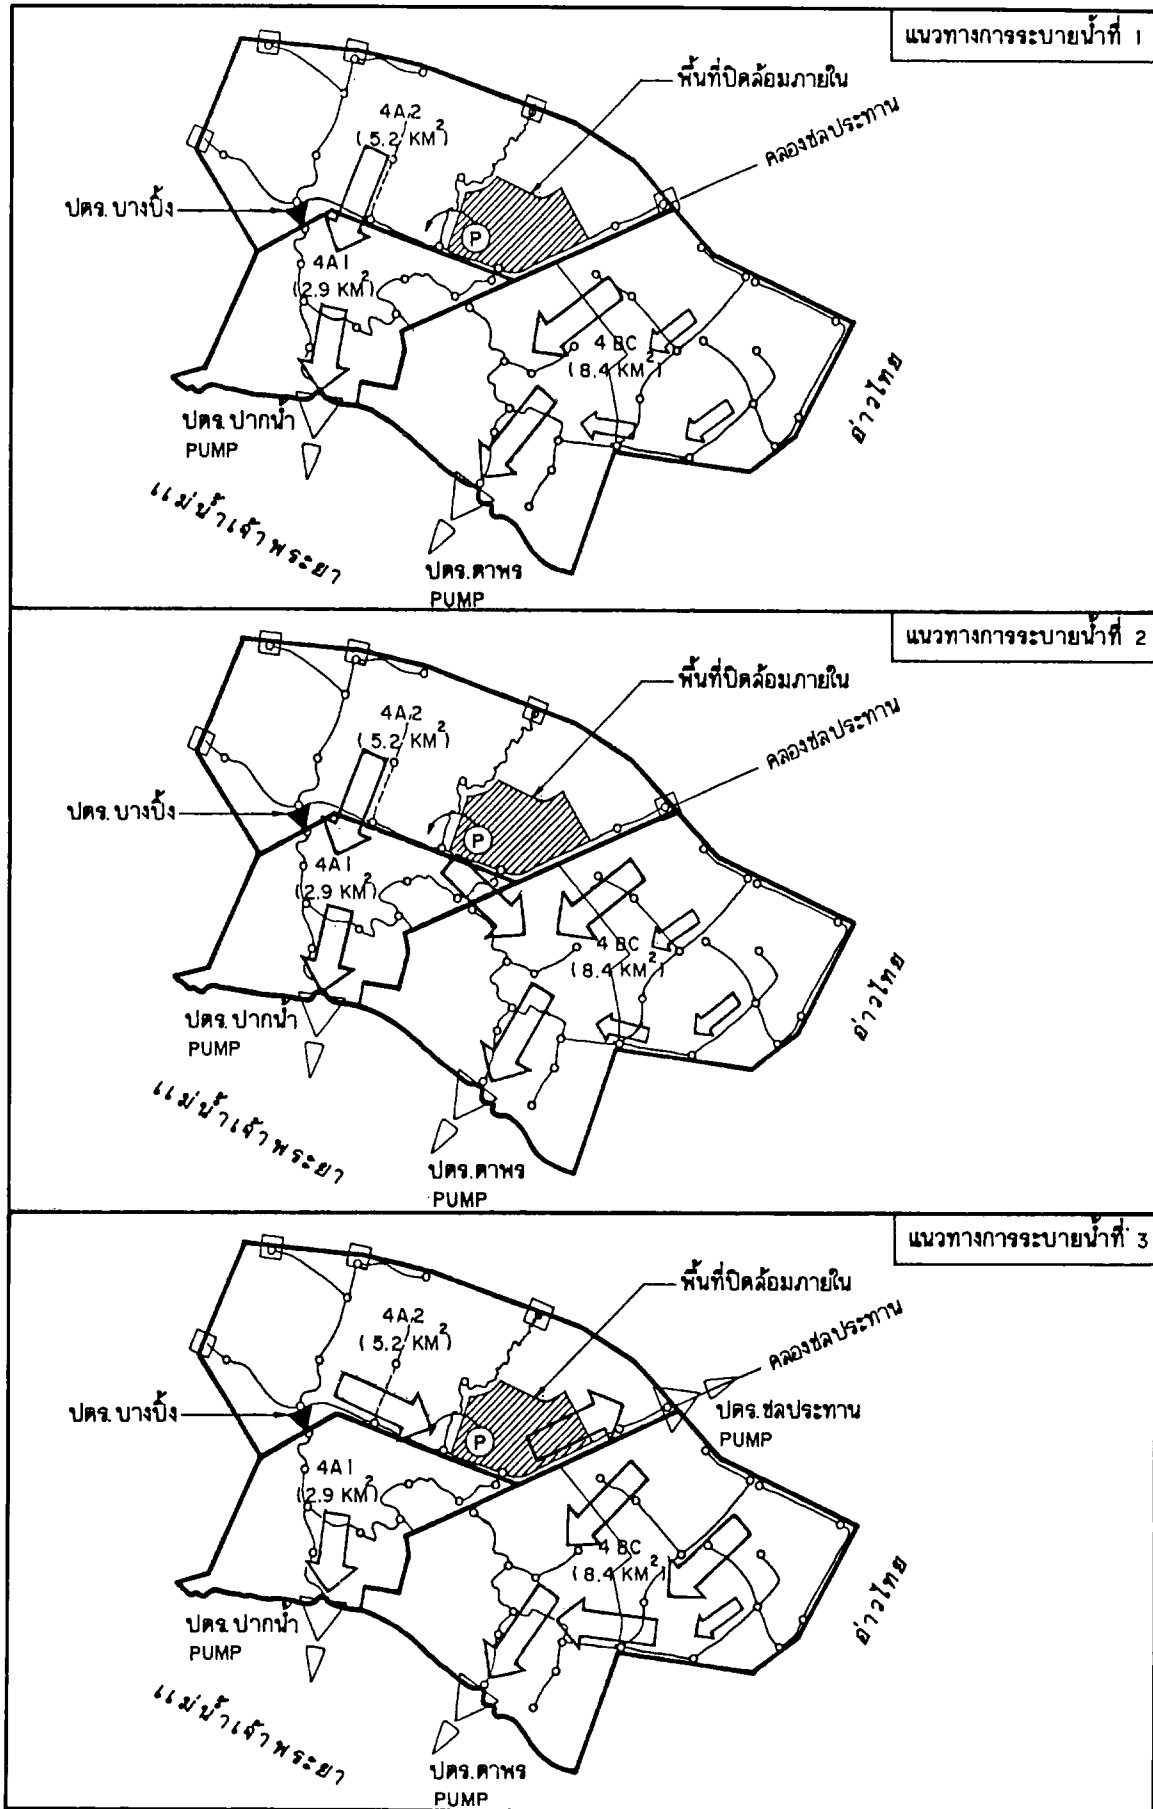 แนวทางการระบายน้ำที่ 1
พื้นที่ปิดล้อมภายใน
คลองชลประทาน
4A2
(5.2 KM²)
ปตร.บางปิ้ง
P
4A1
(2.9 KM²)
4 BC
(8.4 KM²)
อ่าวไทย
ปตร.ปากน้ำ
PUMP
แม่น้ำเจ้าพระยา
ปตร.ตาพร
PUMP
แนวทางการระบายน้ำที่ 2
พื้นที่ปิดล้อมภายใน
คลองชลประทาน
4A2
(5.2 KM²)
ปตร.บางปิ้ง
P
4A1
(2.9 KM²)
4 BC
(8.4 KM²)
อ่าวไทย
ปตร.ปากน้ำ
PUMP
แม่น้ำเจ้าพระยา
ปตร.ตาพร
PUMP
แนวทางการระบายน้ำที่ 3
พื้นที่ปิดล้อมภายใน
คลองชลประทาน
4A2
(5.2 KM²)
ปตร.บางปิ้ง
ปตร.ชลประทาน
PUMP
P
4A1
(2.9 KM²)
4 BC
(8.4 KM²)
อ่าวไทย
ปตร.ปากน้ำ
PUMP
แม่น้ำเจ้าพระยา
ปตร.ตาพร
PUMP